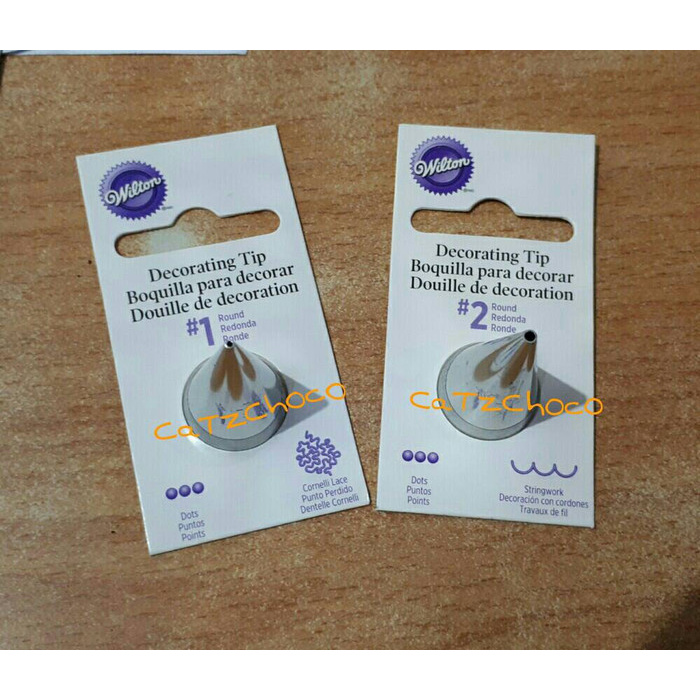 Wilton
Decorating Tip
Boquilla para decorar
Douille de decoration
#1
Round
Redonda
Ronde
CaTzChoco
Dots
Puntos
Points
Cornelli Lace
Punto Perdido
Dentelle Cornelli
Wilton
Decorating Tip
Boquilla para decorar
Douille de decoration
#2
Round
Redonda
Ronde
CaTzChoco
Dots
Puntos
Points
Stringwork
Decoración con cordones
Travaux de fil